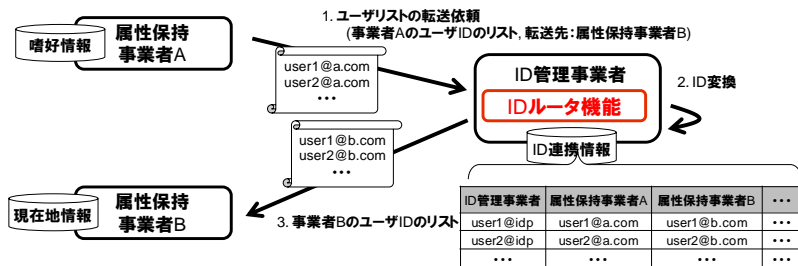 嗜好情報
属性保持
事業者A
1. ユーザリストの転送依頼
(事業者AのユーザIDのリスト, 転送先:属性保持事業者B)
user1@a.com
user2@a.com
・・・
ID管理事業者
IDルータ機能
2. ID変換
ID連携情報
user1@b.com
user2@b.com
・・・
現在地情報
属性保持
事業者B
3. 事業者BのユーザIDのリスト
ID管理事業者 属性保持事業者A 属性保持事業者B ・・・
user1@idp user1@a.com user1@b.com ・・・
user2@idp user2@a.com user2@b.com ・・・
・・・ ・・・ ・・・ ・・・